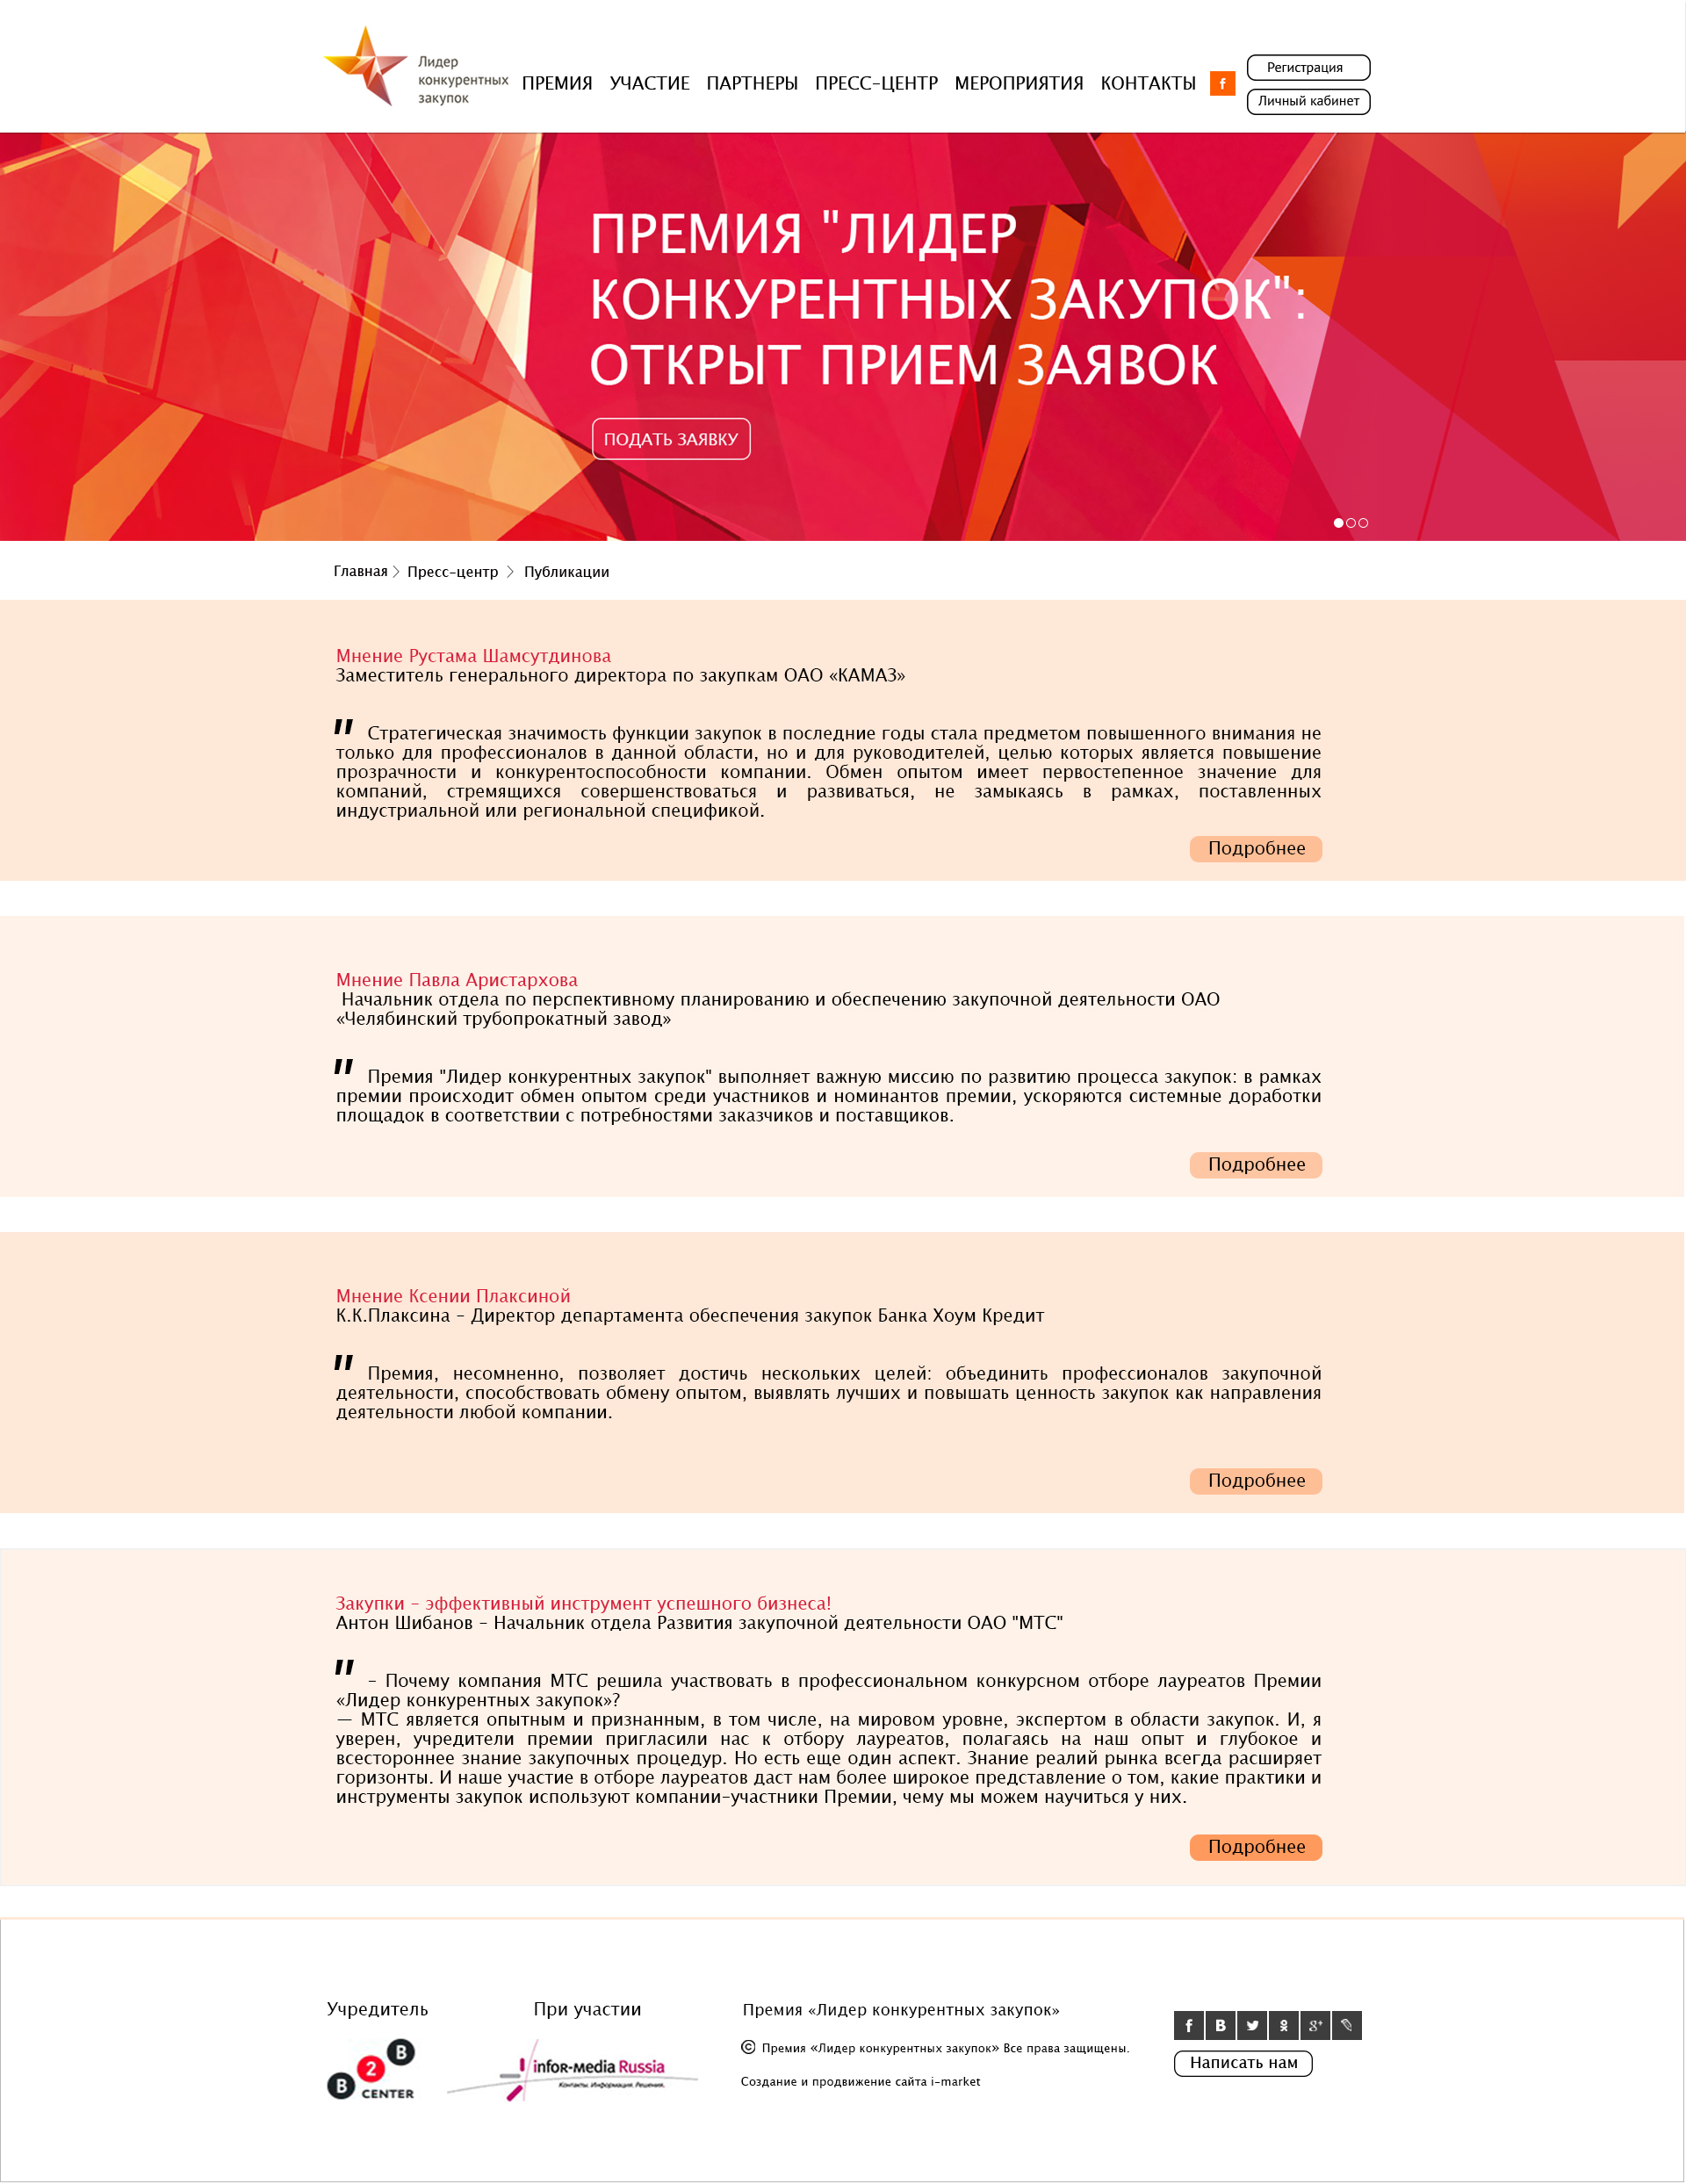 Лидер
конкурентных
закупок
ПРЕМИЯ УЧАСТИЕ ПАРТНЕРЫ ПРЕСС-ЦЕНТР МЕРОПРИЯТИЯ КОНТАКТЫ f
Регистрация
Личный кабинет
ПРЕМИЯ "ЛИДЕР
КОНКУРЕНТНЫХ ЗАКУПОК":
ОТКРЫТ ПРИЕМ ЗАЯВОК
ПОДАТЬ ЗАЯВКУ
Главная Пресс-центр Публикации
Мнение Рустама Шамсутдинова
Заместитель генерального директора по закупкам ОАО «КАМАЗ»
" Стратегическая значимость функции закупок в последние годы стала предметом повышенного внимания не
только для профессионалов в данной области, но и для руководителей, целью которых является повышение
прозрачности и конкурентоспособности компании. Обмен опытом имеет первостепенное значение для
компаний, стремящихся совершенствоваться и развиваться, не замыкаясь в рамках, поставленных
индустриальной или региональной спецификой.
Подробнее
Мнение Павла Аристархова
Начальник отдела по перспективному планированию и обеспечению закупочной деятельности ОАО
«Челябинский трубопрокатный завод»
" Премия "Лидер конкурентных закупок" выполняет важную миссию по развитию процесса закупок: в рамках
премии происходит обмен опытом среди участников и номинантов премии, ускоряются системные доработки
площадок в соответствии с потребностями заказчиков и поставщиков.
Подробнее
Мнение Ксении Плаксиной
К.К.Плаксина - Директор департамента обеспечения закупок Банка Хоум Кредит
" Премия, несомненно, позволяет достичь нескольких целей: объединить профессионалов закупочной
деятельности, способствовать обмену опытом, выявлять лучших и повышать ценность закупок как направления
деятельности любой компании.
Подробнее
Закупки - эффективный инструмент успешного бизнеса!
Антон Шибанов - Начальник отдела Развития закупочной деятельности ОАО "МТС"
" - Почему компания МТС решила участвовать в профессиональном конкурсном отборе лауреатов Премии
«Лидер конкурентных закупок»?
— МТС является опытным и признанным, в том числе, на мировом уровне, экспертом в области закупок. И, я
уверен, учредители премии пригласили нас к отбору лауреатов, полагаясь на наш опыт и глубокое и
всестороннее знание закупочных процедур. Но есть еще один аспект. Знание реалий рынка всегда расширяет
горизонты. И наше участие в отборе лауреатов даст нам более широкое представление о том, какие практики и
инструменты закупок используют компании-участники Премии, чему мы можем научиться у них.
Подробнее
Учредитель
B 2 B CENTER
При участии
infor-media Russia
Контакты. Информация. Решения.
Премия «Лидер конкурентных закупок»
© Премия «Лидер конкурентных закупок» Все права защищены.
Создание и продвижение сайта i-market
f B g+
Написать нам